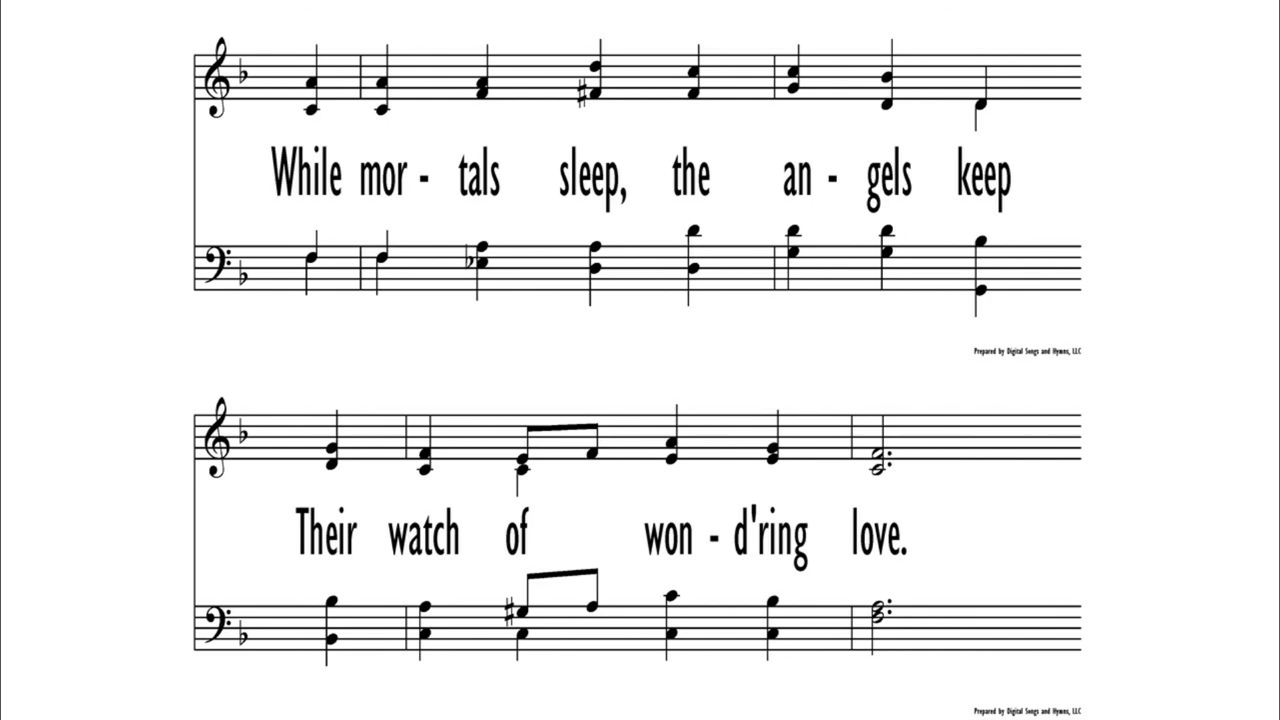 While mor - tals sleep, the an - gels keep
Prepared by Digital Songs and Hymns, LLC
Their watch of won - d'ring love.
Prepared by Digital Songs and Hymns, LLC